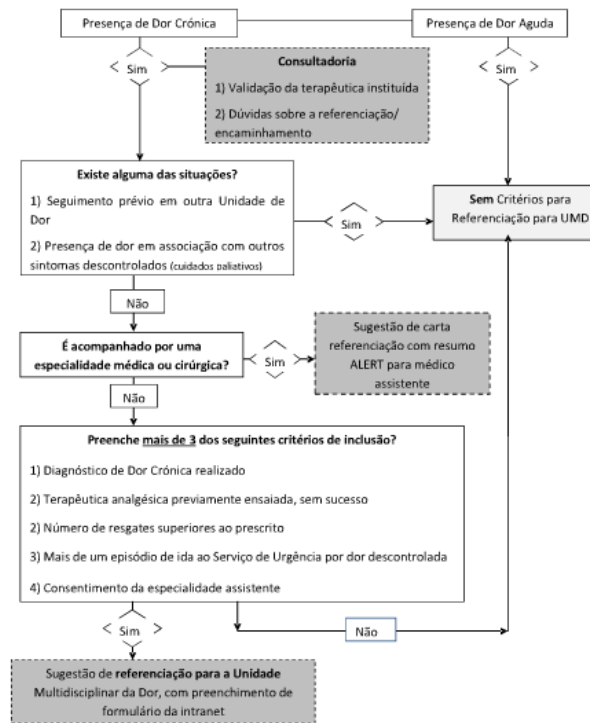 Presença de Dor Crónica
Presença de Dor Aguda
Sim
Sim
Consultadoria
1) Validação da terapêutica instituída
2) Dúvidas sobre a referenciação/
encaminhamento
Existe alguma das situações?
1) Seguimento prévio em outra Unidade de
Dor
2) Presença de dor em associação com outros
sintomas descontrolados (cuidados paliativos)
Sim
Sem Critérios para
Referenciação para UMD
Não
É acompanhado por uma
especialidade médica ou cirúrgica?
Sim
Sugestão de carta
referenciação com resumo
ALERT para médico
assistente
Não
Preenche mais de 3 dos seguintes critérios de inclusão?
1) Diagnóstico de Dor Crónica realizado
2) Terapêutica analgésica previamente ensaiada, sem sucesso
2) Número de resgates superiores ao prescrito
3) Mais de um episódio de ida ao Serviço de Urgência por dor descontrolada
4) Consentimento da especialidade assistente
Sim
Não
Sugestão de referenciação para a Unidade
Multidisciplinar da Dor, com preenchimento de
formulário da intranet